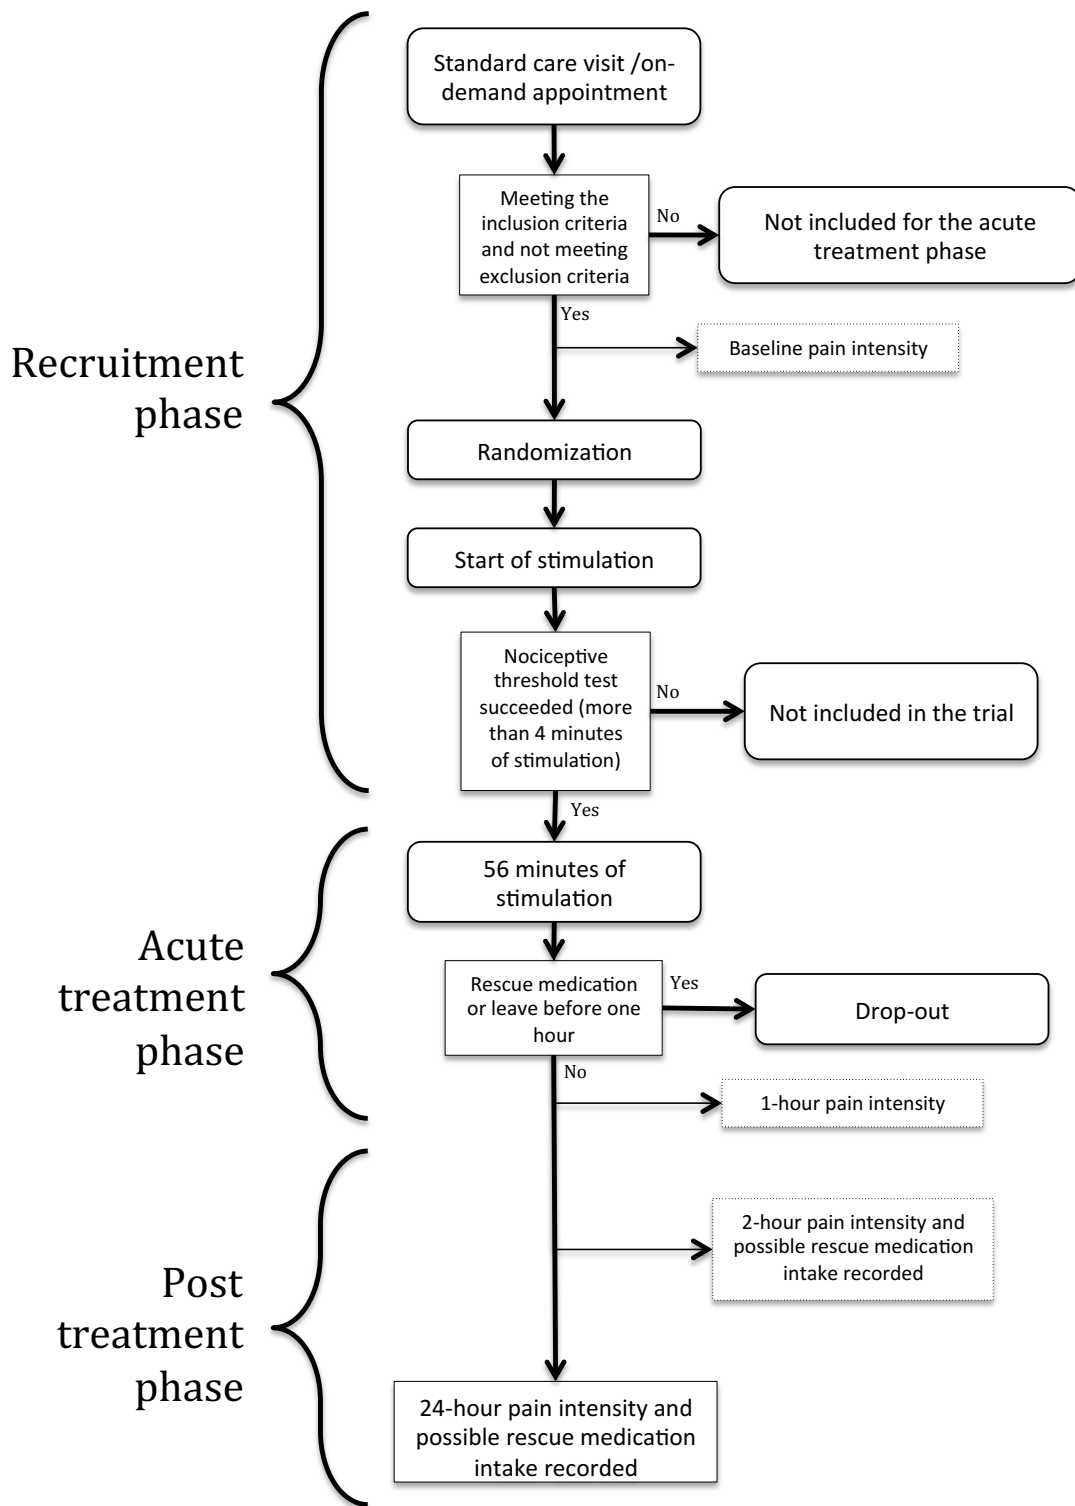 Standard care visit /on-
demand appointment
Meeting the
inclusion criteria
and not meeting
exclusion criteria
No
Not included for the acute
treatment phase
Yes
Baseline pain intensity
Recruitment
phase
Randomization
Start of stimulation
Nociceptive
threshold test
succeeded (more
than 4 minutes
of stimulation)
No
Not included in the trial
Yes
56 minutes of
stimulation
Acute
treatment
phase
Rescue medication
or leave before one
hour
Yes
Drop-out
No
1-hour pain intensity
2-hour pain intensity and
possible rescue medication
intake recorded
Post
treatment
phase
24-hour pain intensity and
possible rescue medication
intake recorded